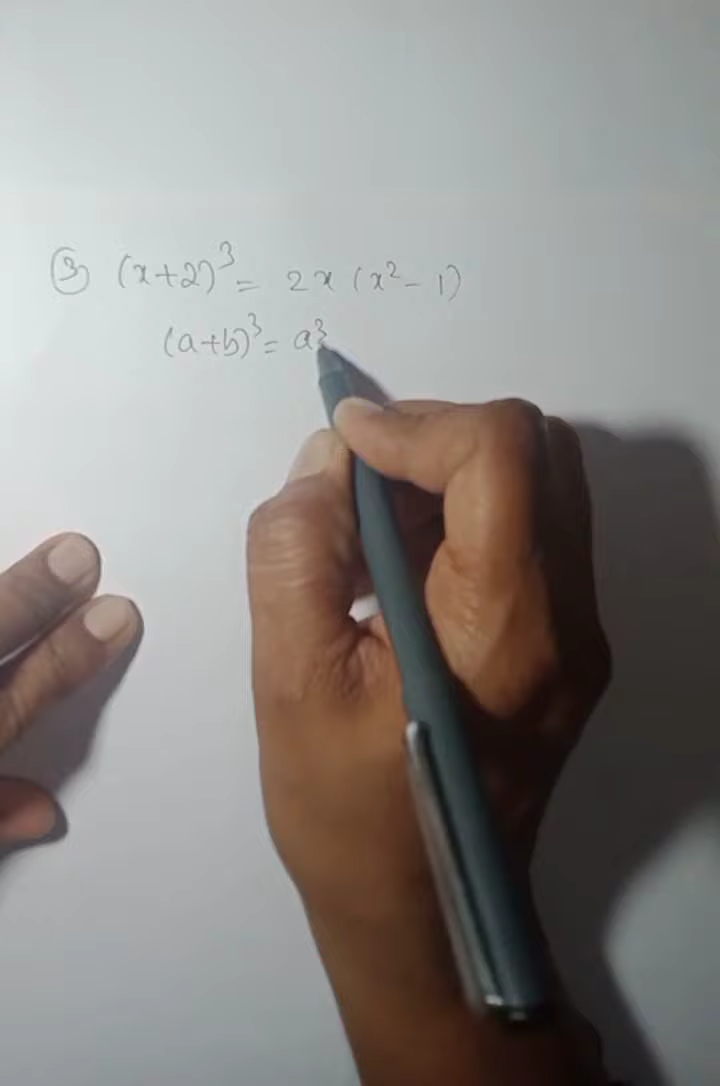 ③ (x+2)³ = 2x (x² - 1)
(a+b)³ = a³